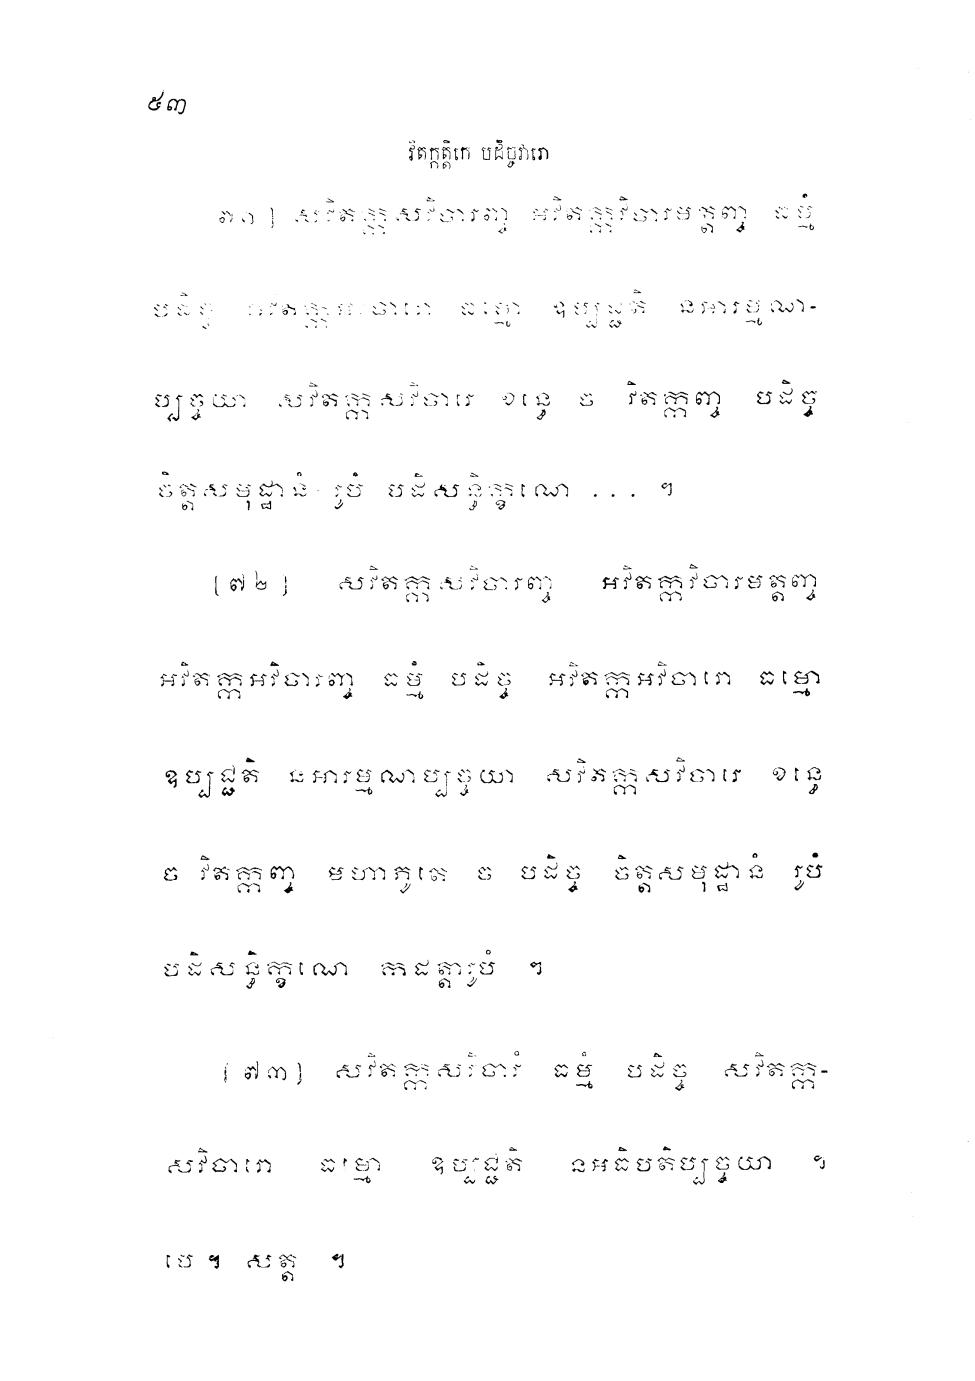 ៥៣
វិតក្កត្តិកេ បដិច្ចវារោ
៧១] សវិតក្កសវិចារញ្ច អវិតក្កវិចារមត្តញ្ច ធម្មំ
បដិច្ច ធម្មោ ឧប្បជ្ជតិ នអារម្មណា-
ប្បច្ចយា សវិតក្កសវិចារេ ខន្ធេ ច វិតក្កញ្ច បដិច្ច
ចិត្តសមុដ្ឋានំ រូបំ បដិសន្ធិក្ខណេ ... ។
[៧២] សវិតក្កសវិចារញ្ច អវិតក្កវិចារមត្តញ្ច
អវិតក្កអវិចារញ្ច ធម្មំ បដិច្ច អវិតក្កអវិចារោ ធម្មោ
ឧប្បជ្ជតិ នអារម្មណប្បច្ចយា សវិតក្កសវិចារេ ខន្ធេ
ច វិតក្កញ្ច មហាភូតេ ច បដិច្ច ចិត្តសមុដ្ឋានំ រូបំ
បដិសន្ធិក្ខណេ កដត្តារូបំ ។
[៧៣] សវិតក្កសវិចារំ ធម្មំ បដិច្ច សវិតក្ក-
សវិចារោ ធម្មោ ឧប្បជ្ជតិ នអធិបតិប្បច្ចយា ។
បេ ។ សត្ត ។